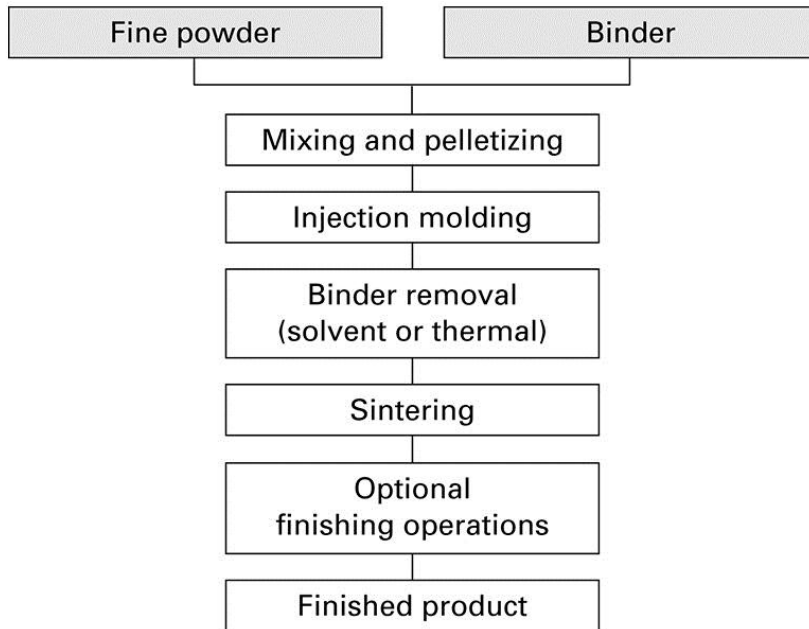 Fine powder
Binder
Mixing and pelletizing
Injection molding
Binder removal
(solvent or thermal)
Sintering
Optional
finishing operations
Finished product